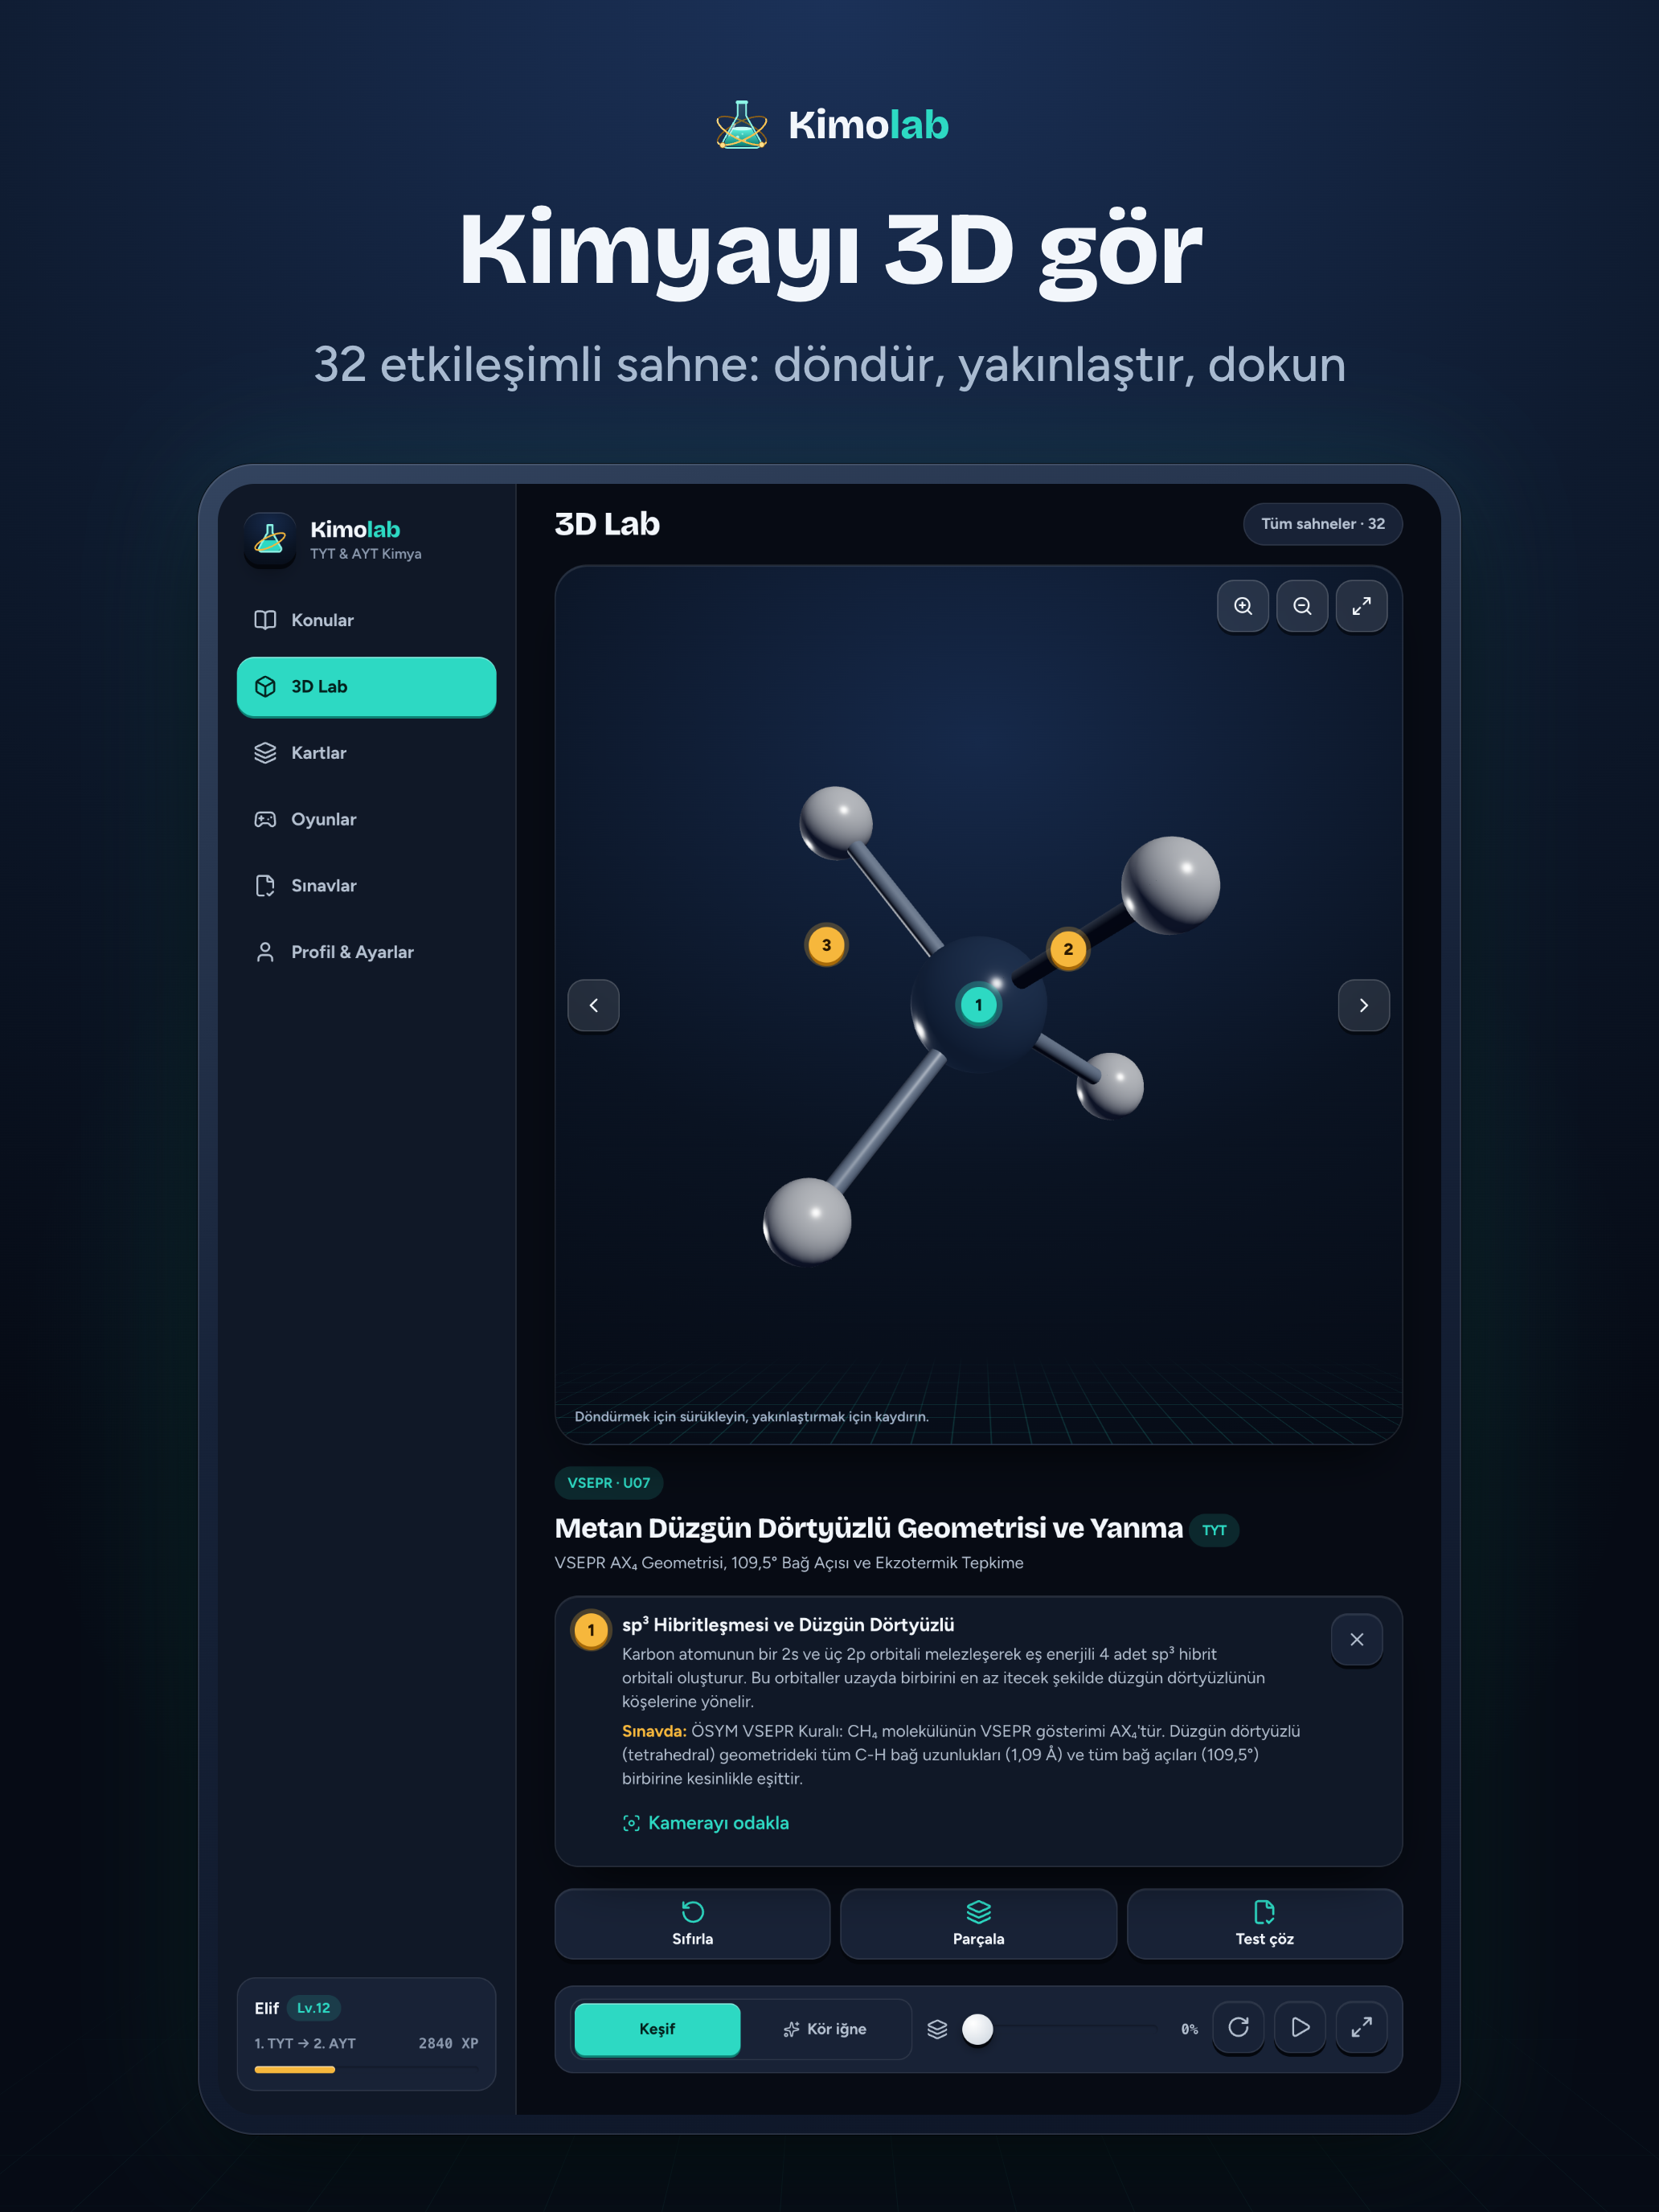 Kimolab
Kimyayı 3D gör
32 etkileşimli sahne: döndür, yakınlaştır, dokun
Kimolab
TYT & AYT Kimya
Konular
3D Lab
Kartlar
Oyunlar
Sınavlar
Profil & Ayarlar
Elif Lv.12
1. TYT → 2. AYT 2840 XP
3D Lab
Tüm sahneler · 32
3
2
1
Döndürmek için sürükleyin, yakınlaştırmak için kaydırın.
VSEPR · U07
Metan Düzgün Dörtyüzlü Geometrisi ve Yanma TYT
VSEPR AX₄ Geometrisi, 109,5° Bağ Açısı ve Ekzotermik Tepkime
1 sp³ Hibritleşmesi ve Düzgün Dörtyüzlü
Karbon atomunun bir 2s ve üç 2p orbitali melezleşerek eş enerjili 4 adet sp³ hibrit
orbitali oluşturur. Bu orbitaller uzayda birbirini en az itecek şekilde düzgün dörtyüzlünün
köşelerine yönelir.
Sınavda: ÖSYM VSEPR Kuralı: CH₄ molekülünün VSEPR gösterimi AX₄'tür. Düzgün dörtyüzlü
(tetrahedral) geometrideki tüm C-H bağ uzunlukları (1,09 Å) ve tüm bağ açıları (109,5°)
birbirine kesinlikle eşittir.
Kamerayı odakla
Sıfırla
Parçala
Test çöz
Keşif
Kör iğne
0%